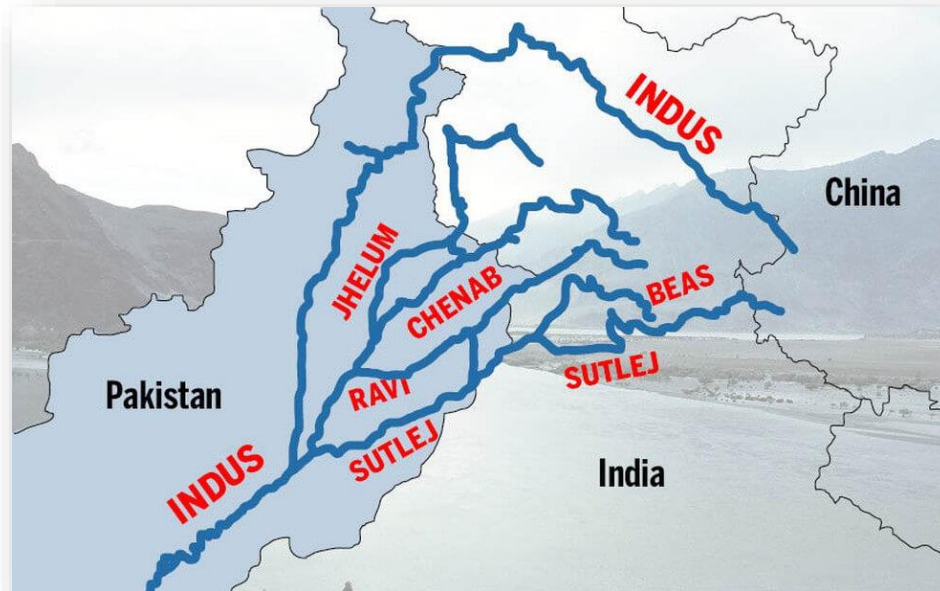 INDUS
China
JHELUM
CHENAB
BEAS
SUTLEJ
Pakistan
RAVI
SUTLEJ
INDUS
India